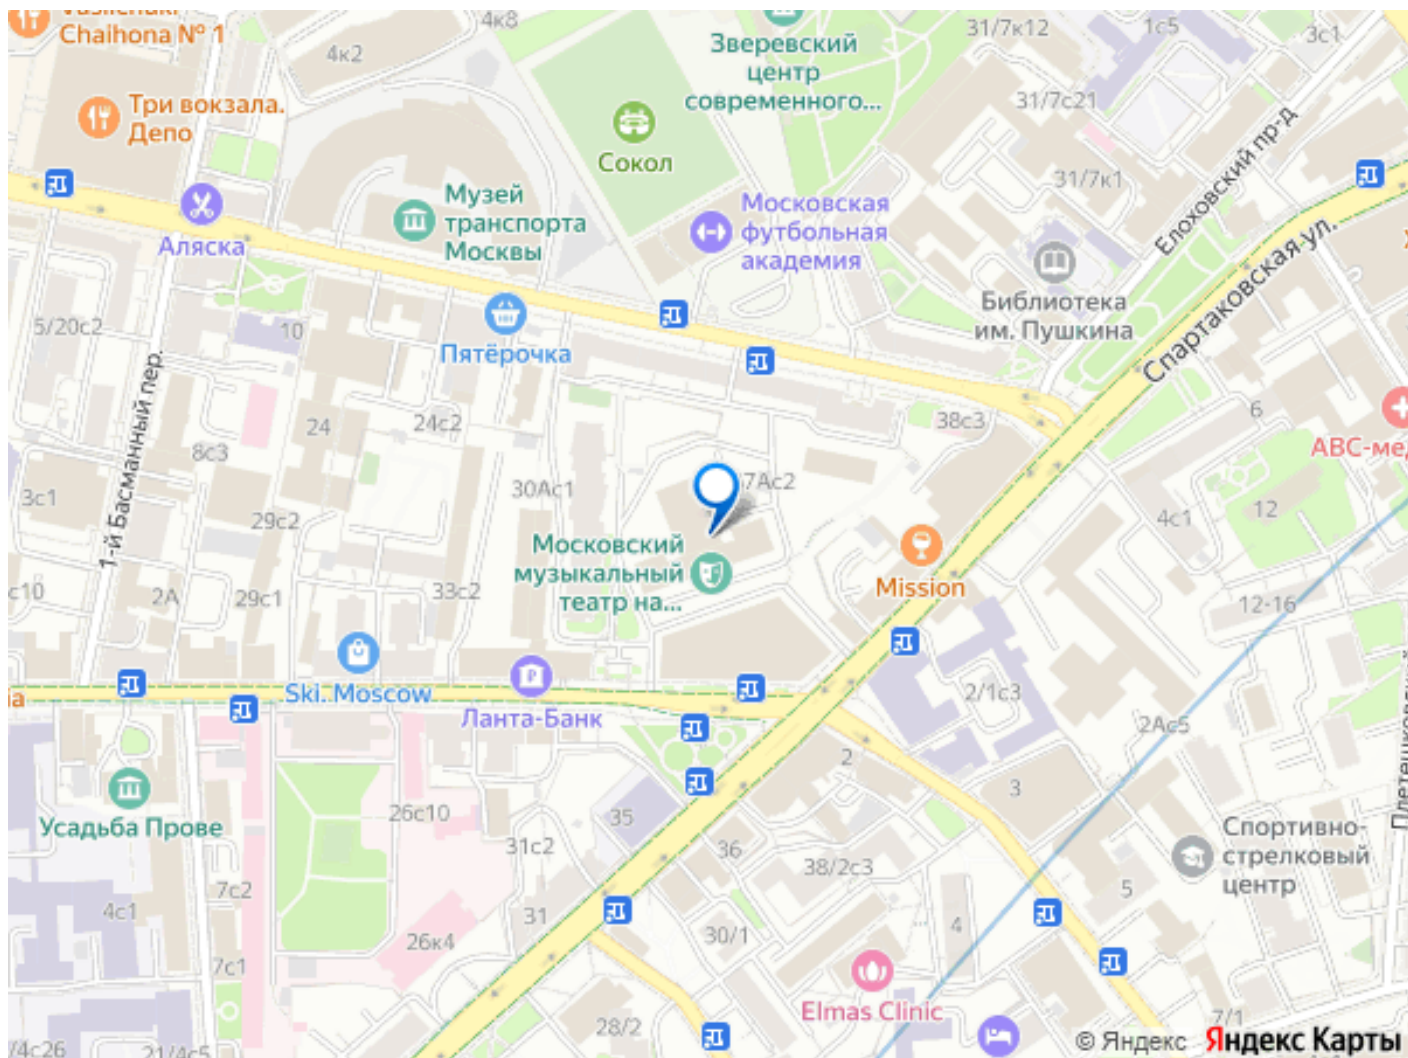 Chaihona № 1
4к2
4к8
Зверевский
центр
современного...
31/7к12
1с5
3с1
Три вокзала.
Депо
Сокол
31/7с21
Елоховский пр-д
31/7к1
Аляска
Музей
транспорта
Москвы
Московская
футбольная
академия
Библиотека
им. Пушкина
Спартаковская ул.
5/20с2
10
Пятёрочка
1-й Басманный пер.
24
24с2
8с3
38с3
6
АВС-мед
3с1
29с2
30Ас1
7Ас2
12
4с1
Московский
музыкальный
театр на...
Mission
с10
2А
29с1
33с2
12-16
Ski. Moscow
Ланта-Банк
2/1с3
2Ас5
Плетешковский
Усадьба Прове
26с10
35
31с2
36
2
3
38/2с3
Спортивно-
стрелковый
центр
5
7с2
4с1
31
26к4
30/1
4
7с1
Elmas Clinic
28/2
7/1
/4с26
21/4с5
© Яндекс Яндекс Карты